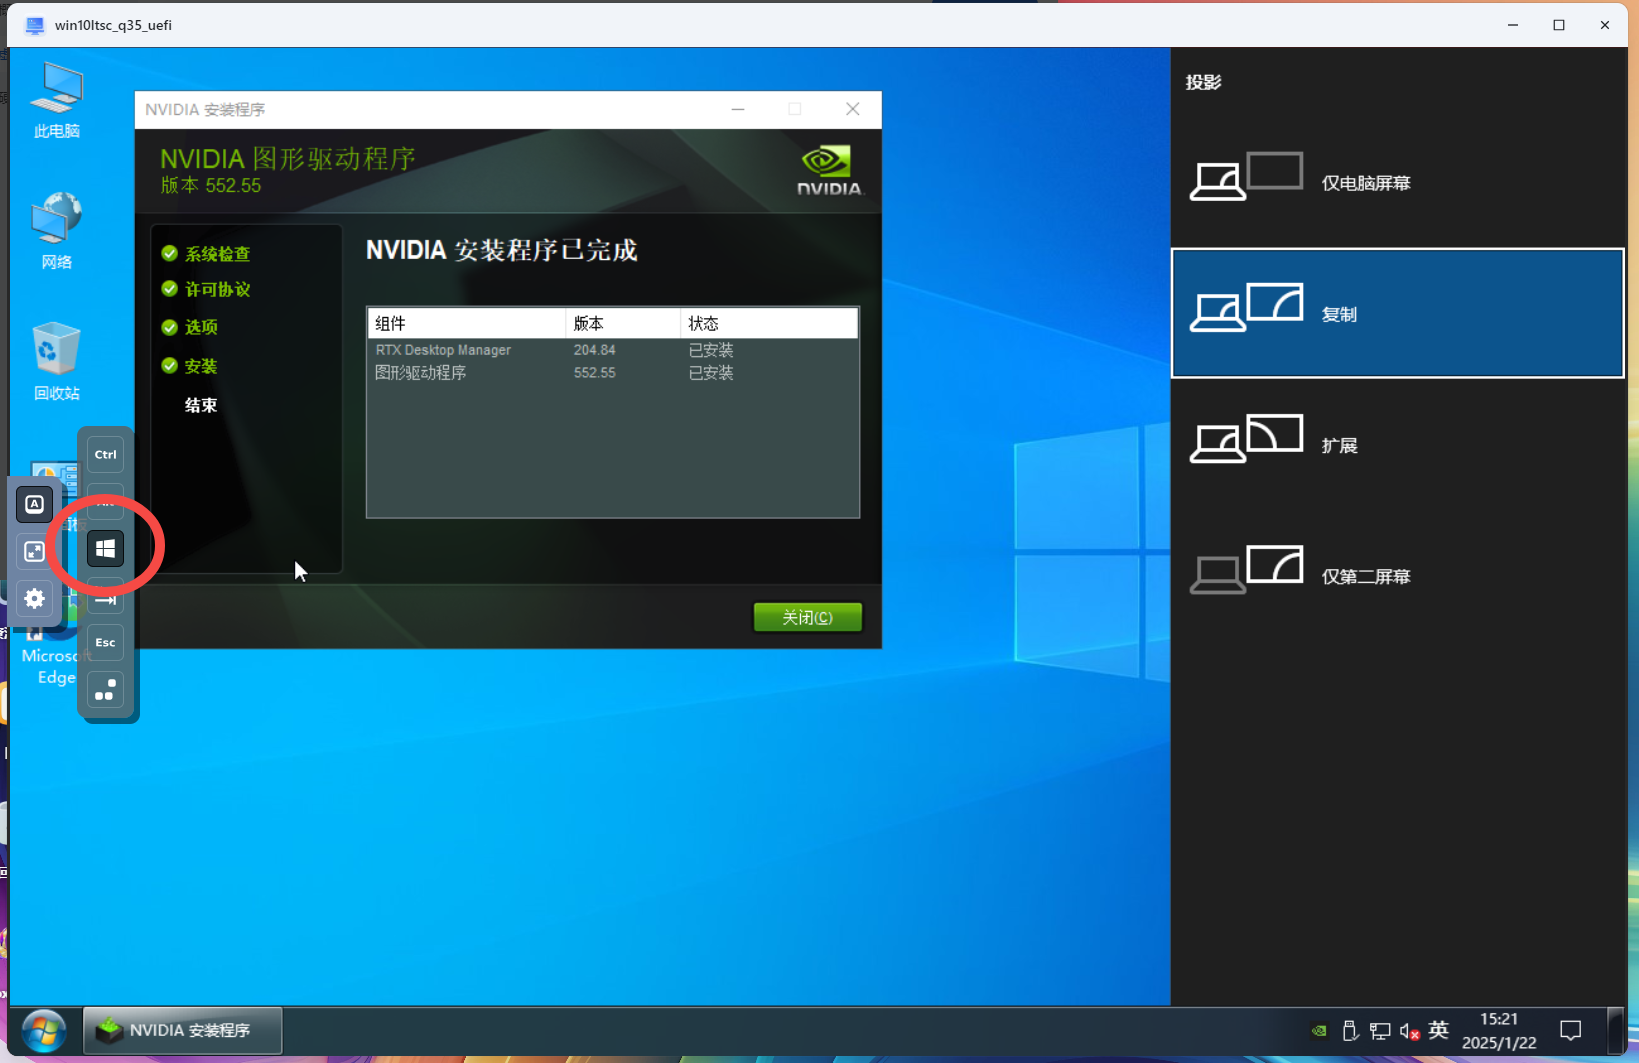 win10ltsc_q35_uefi
此电脑
网络
回收站
Microsoft
Edge
Ctrl
A
Esc
NVIDIA 安装程序
NVIDIA 图形驱动程序
版本 552.55
NVIDIA
系统检查
许可协议
选项
安装
结束
NVIDIA 安装程序已完成
组件 版本 状态
RTX Desktop Manager 204.84 已安装
图形驱动程序 552.55 已安装
关闭(C)
投影
仅电脑屏幕
复制
扩展
仅第二屏幕
NVIDIA 安装程序
英
15:21
2025/1/22